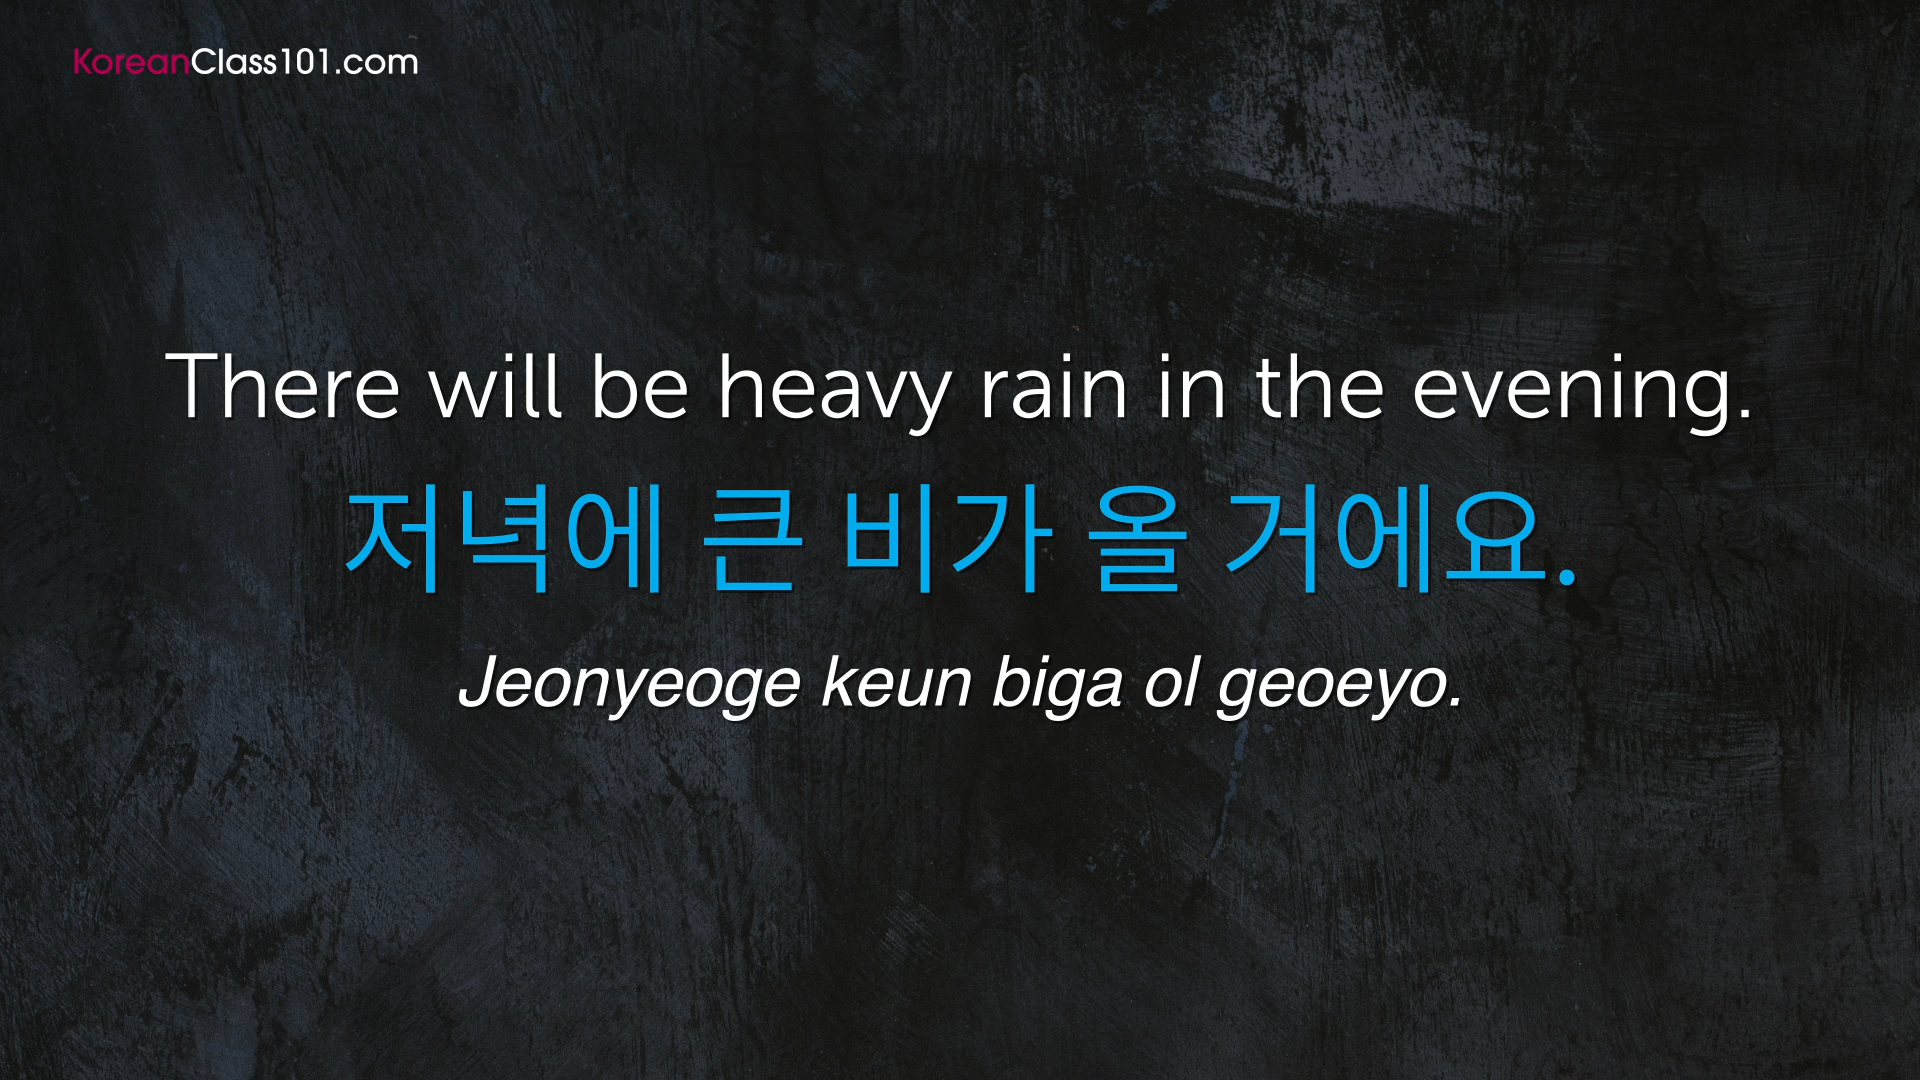 KoreanClass101.com
There will be heavy rain in the evening.
저녁에 큰 비가 올 거에요.
Jeonyeoge keun biga ol geoeyo.